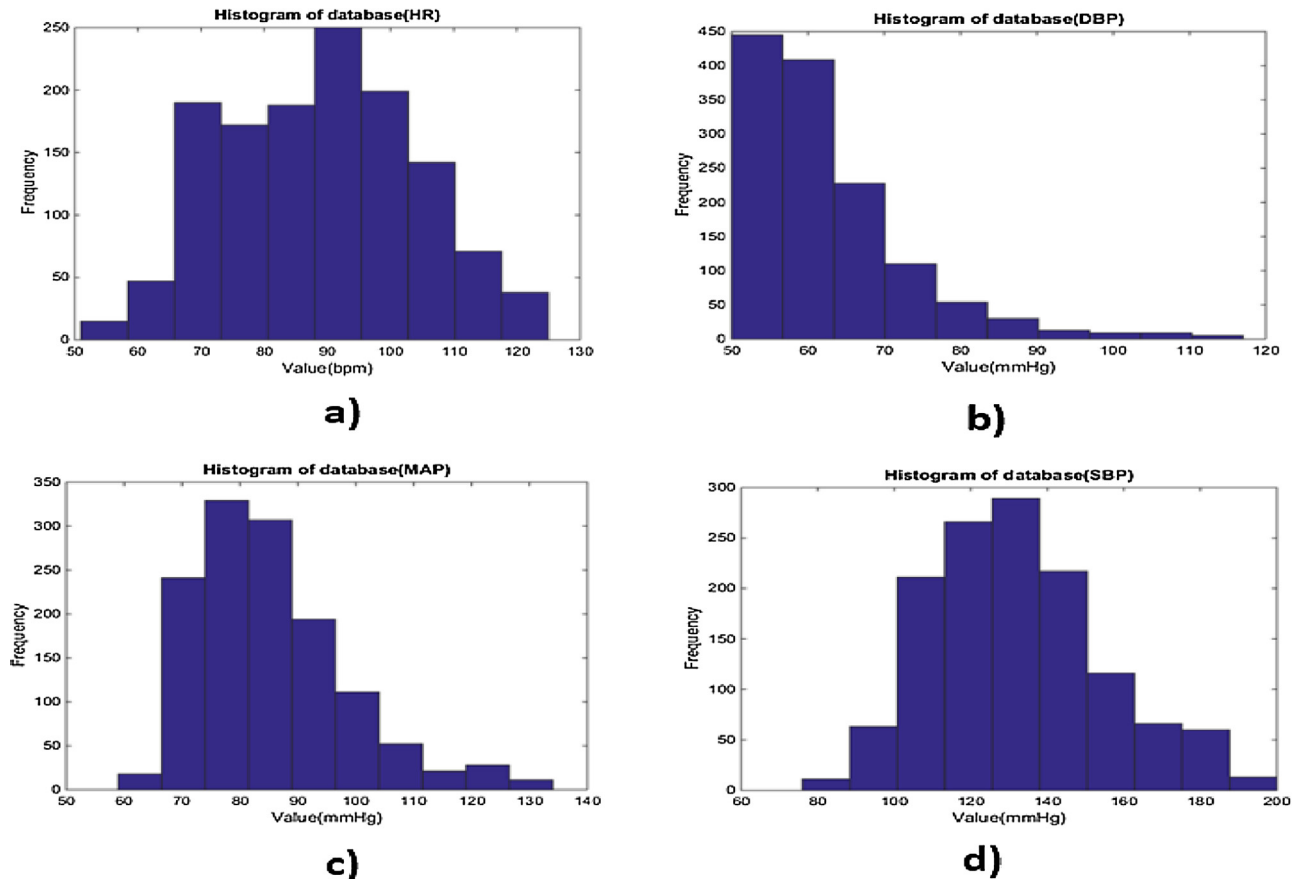 Histogram of database(HR)
250
200
150
100
50
0
Frequency
50 60 70 80 90 100 110 120 130
Value(bpm)
a)
Histogram of database(DBP)
450
400
350
300
250
200
150
100
50
0
Frequency
50 60 70 80 90 100 110 120
Value(mmHg)
b)
Histogram of database(MAP)
350
300
250
200
150
100
50
0
Frequency
50 60 70 80 90 100 110 120 130 140
Value(mmHg)
c)
Histogram of database(SBP)
300
250
200
150
100
50
0
Frequency
60 80 100 120 140 160 180 200
Value(mmHg)
d)